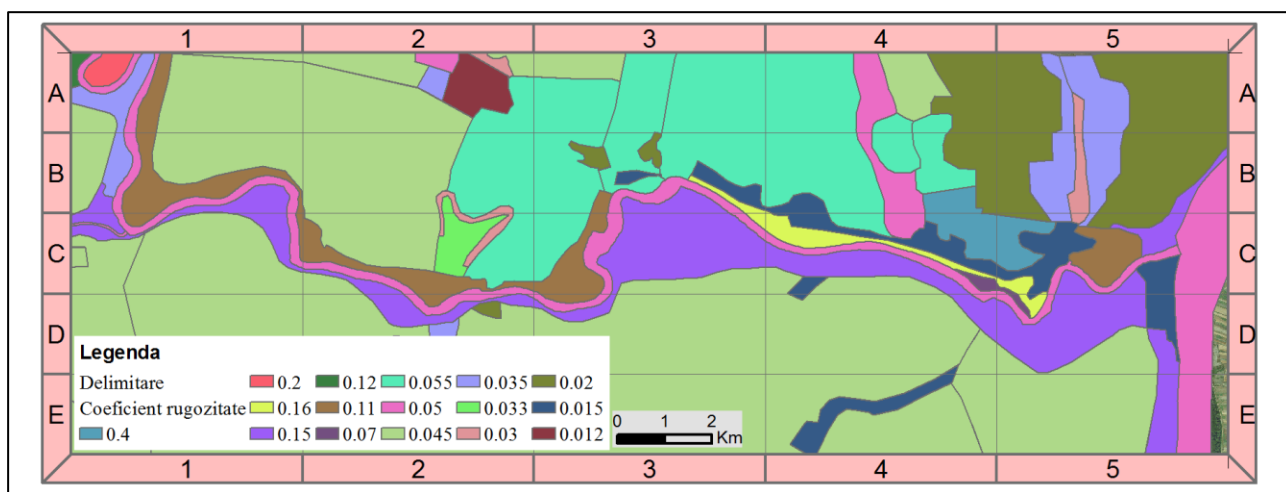 1 2 3 4 5
A A
B B
C C
D D
E E
Legenda
Delimitare 0.2 0.12 0.055 0.035 0.02
Coeficient rugozitate 0.16 0.11 0.05 0.033 0.015
0.4 0.15 0.07 0.045 0.03 0.012
0 1 2
Km
1 2 3 4 5